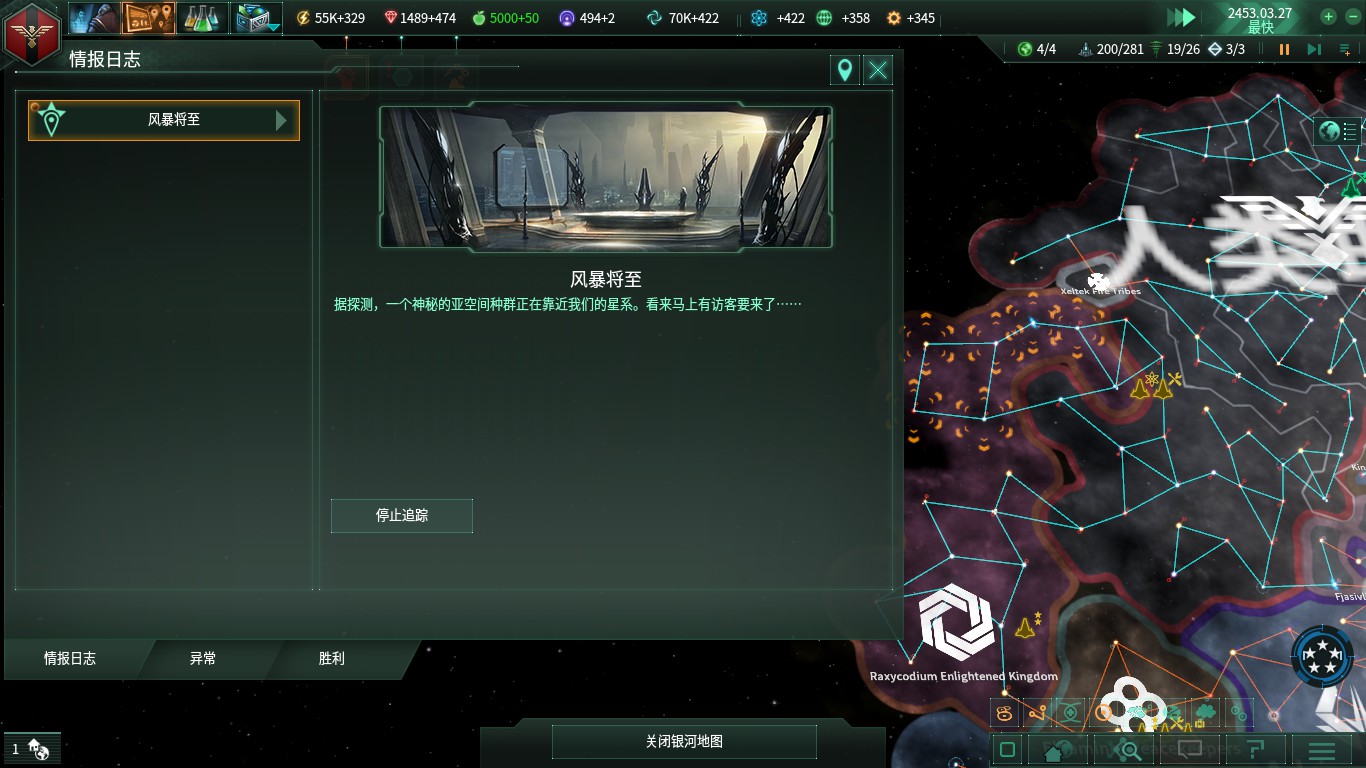 55K+329
1489+474
5000+50
494+2
70K+422
+422
+358
+345
2453.03.27
最快
4/4
200/281
19/26
3/3
情报日志
风暴将至
风暴将至
据探测，一个神秘的亚空间种群正在靠近我们的星系。看来马上有访客要来了……
停止追踪
人类
Xeltek Fire Tribes
Raxycodium Enlightened Kingdom
情报日志
异常
胜利
关闭银河地图
1